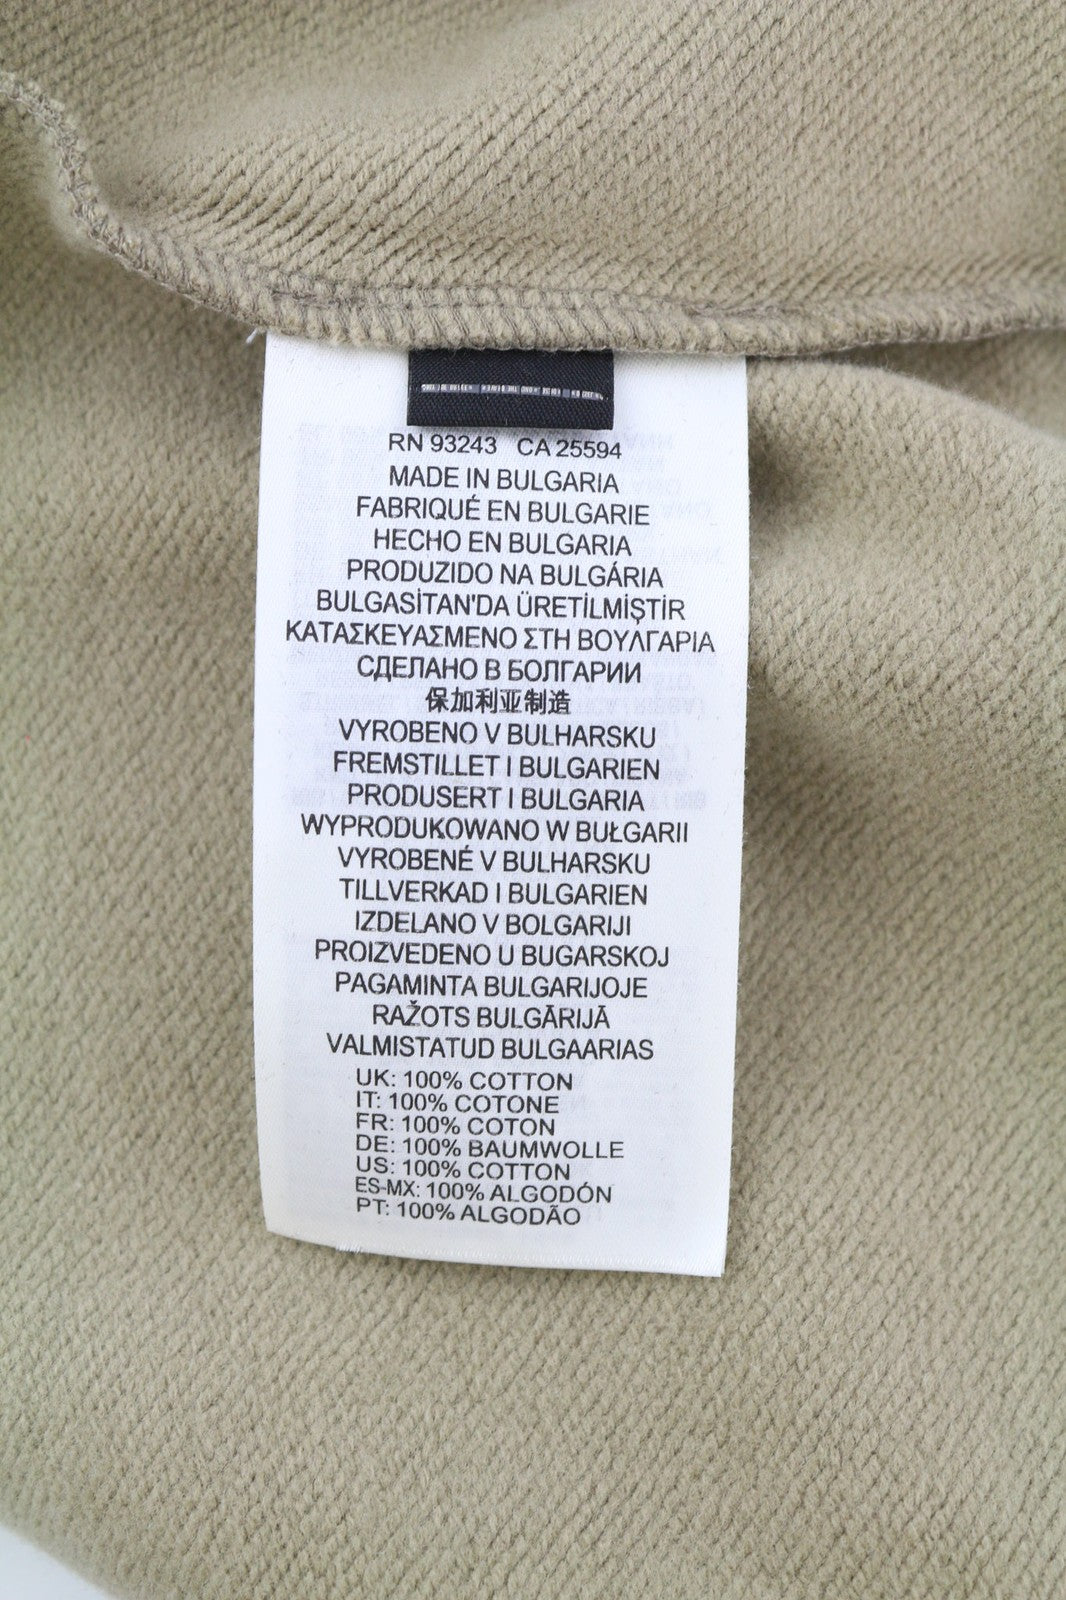 RN 93243 CA 25594
MADE IN BULGARIA
FABRIQUÉ EN BULGARIE
HECHO EN BULGARIA
PRODUZIDO NA BULGÁRIA
BULGASİTAN'DA ÜRETİLMİŞTİR
ΚΑΤΑΣΚΕΥΑΣΜΕΝΟ ΣΤΗ ΒΟΥΛΓΑΡΙΑ
СДЕЛАНО В БОЛГАРИИ
保加利亚制造
VYROBENO V BULHARSKU
FREMSTILLET I BULGARIEN
PRODUSERT I BULGARIA
WYPRODUKOWANO W BUŁGARII
VYROBENÉ V BULHARSKU
TILLVERKAD I BULGARIEN
IZDELANO V BOLGARIJI
PROIZVEDENO U BUGARSKOJ
PAGAMINTA BULGARIJOJE
RAŽOTS BULGĀRIJĀ
VALMISTATUD BULGAARIAS
UK: 100% COTTON
IT: 100% COTONE
FR: 100% COTON
DE: 100% BAUMWOLLE
US: 100% COTTON
ES-MX: 100% ALGODÓN
PT: 100% ALGODÃO